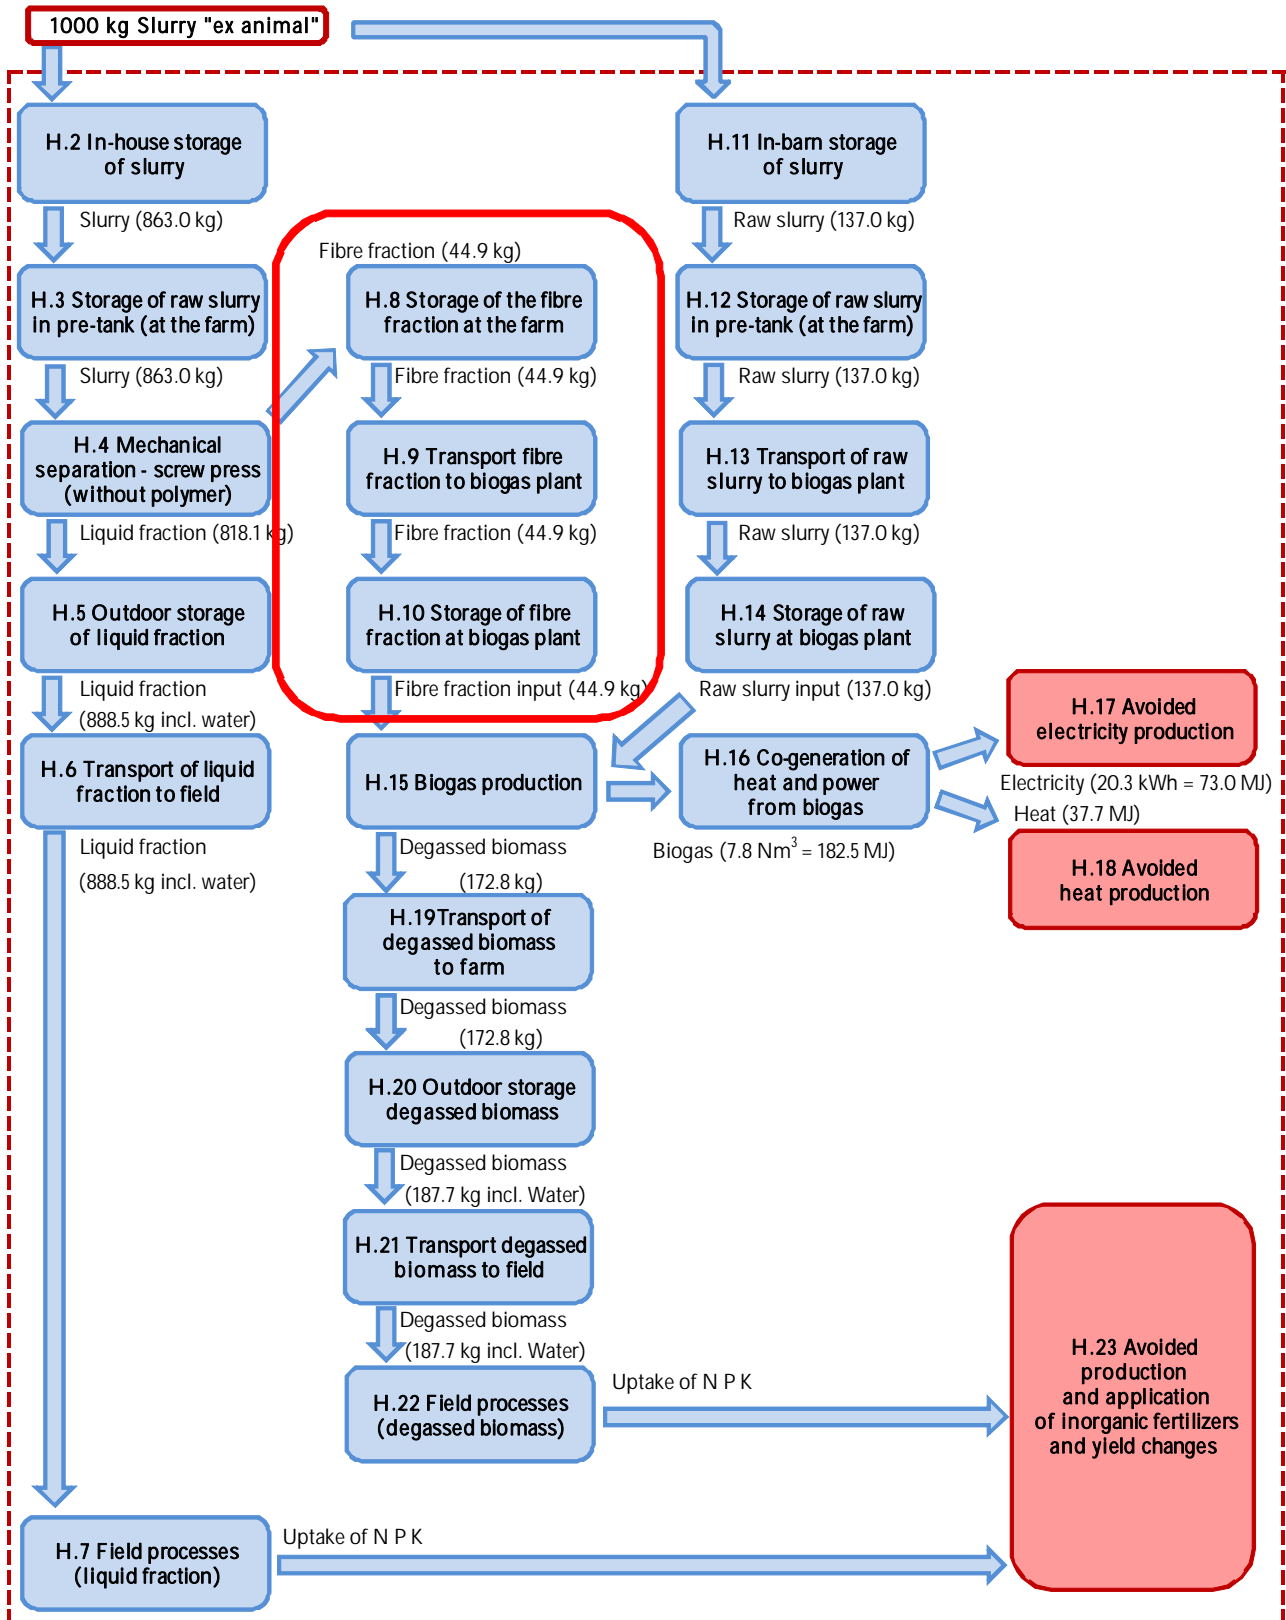 1000 kg Slurry "ex animal"
H.2 In-house storage
of slurry
Slurry (863.0 kg)
H.3 Storage of raw slurry
in pre-tank (at the farm)
Slurry (863.0 kg)
H.4 Mechanical
separation - screw press
(without polymer)
Liquid fraction (818.1 kg)
H.5 Outdoor storage
of liquid fraction
Liquid fraction
(888.5 kg incl. water)
H.6 Transport of liquid
fraction to field
Liquid fraction
(888.5 kg incl. water)
H.7 Field processes
(liquid fraction)
Uptake of N P K
Fibre fraction (44.9 kg)
H.8 Storage of the fibre
fraction at the farm
Fibre fraction (44.9 kg)
H.9 Transport fibre
fraction to biogas plant
Fibre fraction (44.9 kg)
H.10 Storage of fibre
fraction at biogas plant
Fibre fraction input (44.9 kg)
H.11 In-barn storage
of slurry
Raw slurry (137.0 kg)
H.12 Storage of raw slurry
in pre-tank (at the farm)
Raw slurry (137.0 kg)
H.13 Transport of raw
slurry to biogas plant
Raw slurry (137.0 kg)
H.14 Storage of raw
slurry at biogas plant
Raw slurry input (137.0 kg)
H.15 Biogas production
H.16 Co-generation of
heat and power
from biogas
Biogas (7.8 Nm³ = 182.5 MJ)
H.17 Avoided
electricity production
Electricity (20.3 kWh = 73.0 MJ)
Heat (37.7 MJ)
H.18 Avoided
heat production
Degassed biomass
(172.8 kg)
H.19Transport of
degassed biomass
to farm
Degassed biomass
(172.8 kg)
H.20 Outdoor storage
degassed biomass
Degassed biomass
(187.7 kg incl. Water)
H.21 Transport degassed
biomass to field
Degassed biomass
(187.7 kg incl. Water)
H.22 Field processes
(degassed biomass)
Uptake of N P K
H.23 Avoided
production
and application
of inorganic fertilizers
and yield changes